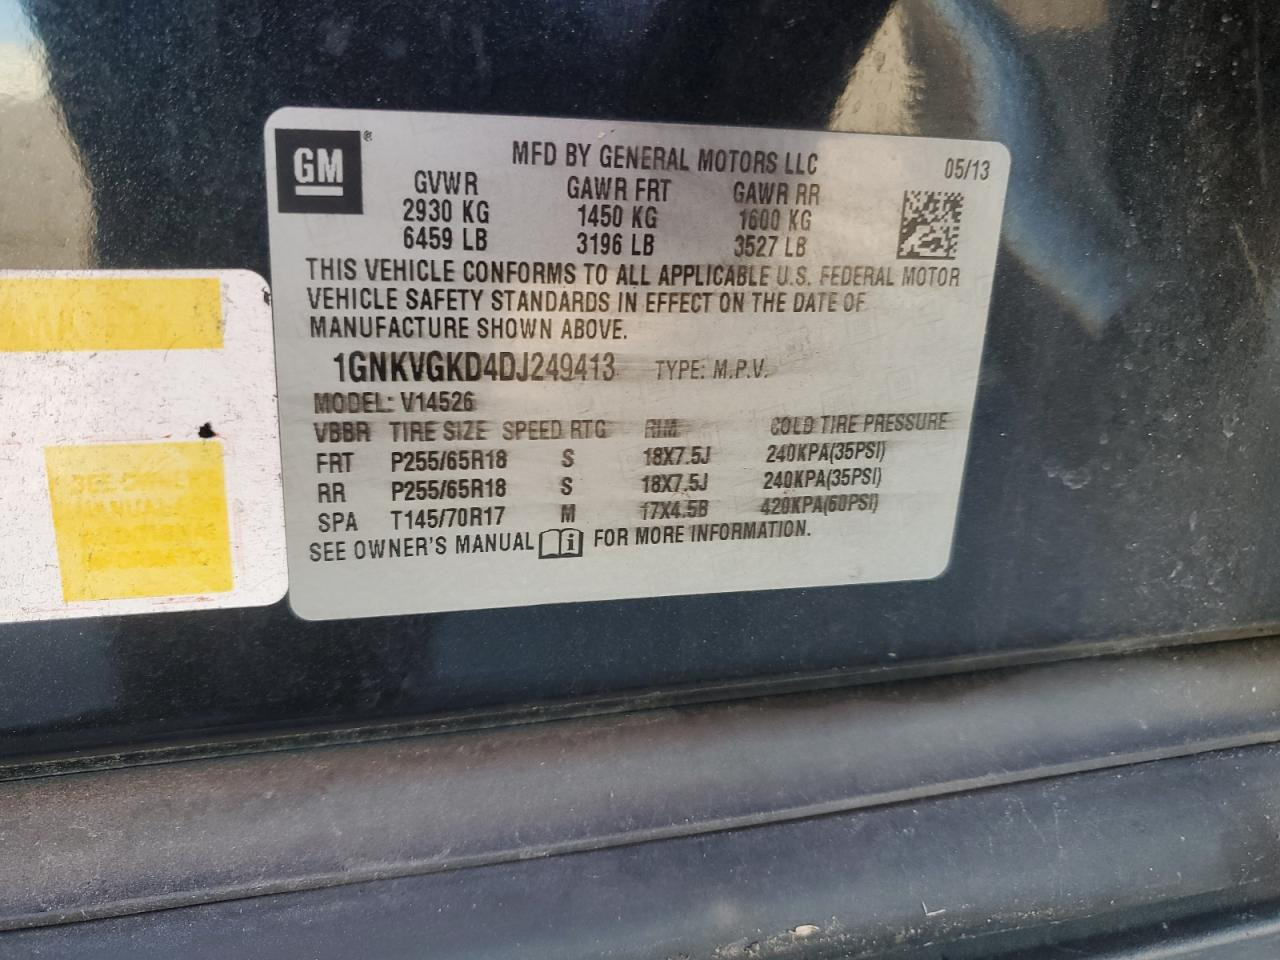 GM ®
MFD BY GENERAL MOTORS LLC 05/13
GVWR GAWR FRT GAWR RR
2930 KG 1450 KG 1600 KG
6459 LB 3196 LB 3527 LB
THIS VEHICLE CONFORMS TO ALL APPLICABLE U.S. FEDERAL MOTOR
VEHICLE SAFETY STANDARDS IN EFFECT ON THE DATE OF
MANUFACTURE SHOWN ABOVE.
1GNKVGKD4DJ249413 TYPE: M.P.V.
MODEL: V14526
VBBR TIRE SIZE SPEED RTG RIM COLD TIRE PRESSURE
FRT P255/65R18 S 18X7.5J 240KPA(35PSI)
RR P255/65R18 S 18X7.5J 240KPA(35PSI)
SPA T145/70R17 M 17X4.5B 420KPA(60PSI)
SEE OWNER'S MANUAL i FOR MORE INFORMATION.